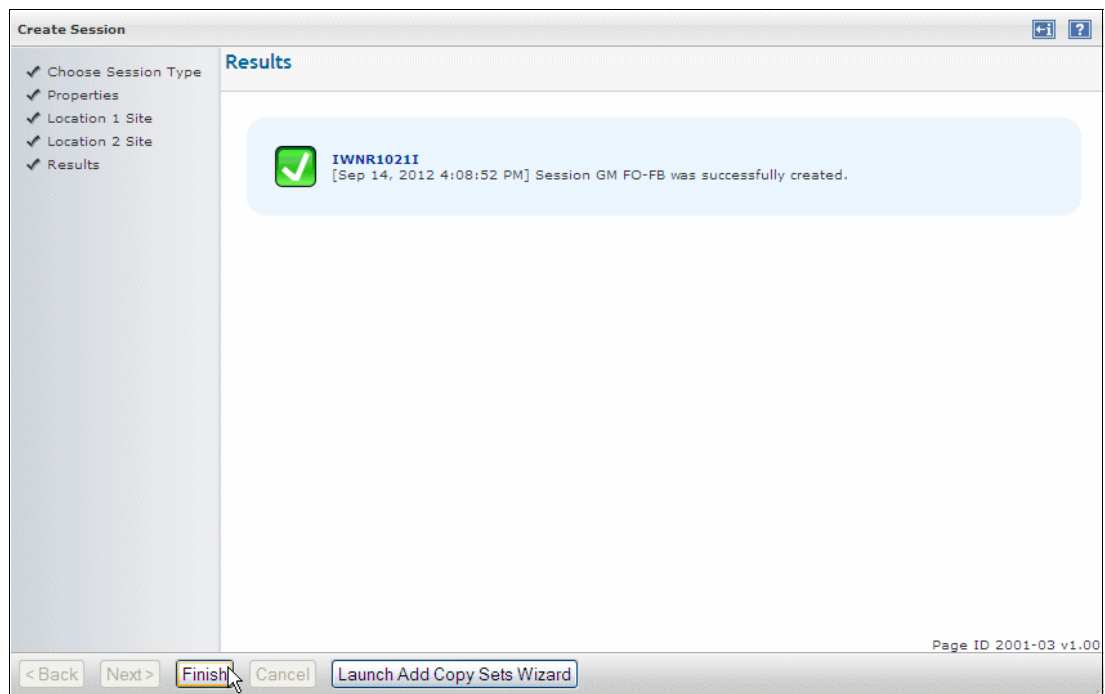 Create Session
?
Choose Session Type
Properties
Location 1 Site
Location 2 Site
Results
Results
IWNR1021I
[Sep 14, 2012 4:08:52 PM] Session GM FO-FB was successfully created.
Page ID 2001-03 v1.00
< Back Next > Finish Cancel Launch Add Copy Sets Wizard